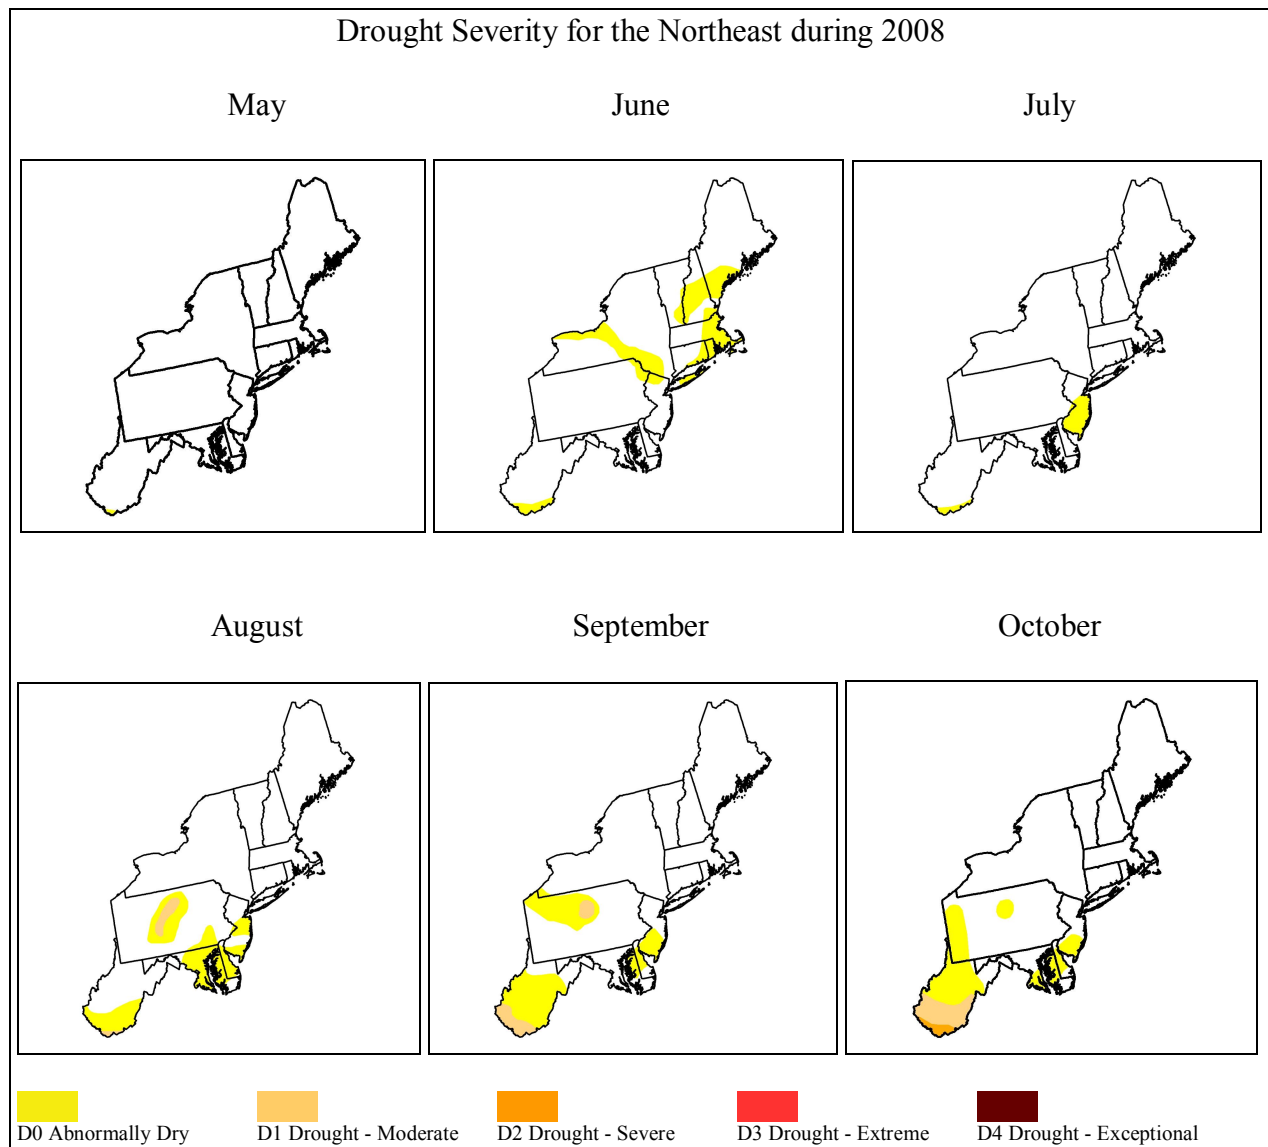 Drought Severity for the Northeast during 2008
May June July
August September October
D0 Abnormally Dry D1 Drought - Moderate D2 Drought - Severe D3 Drought - Extreme D4 Drought - Exceptional